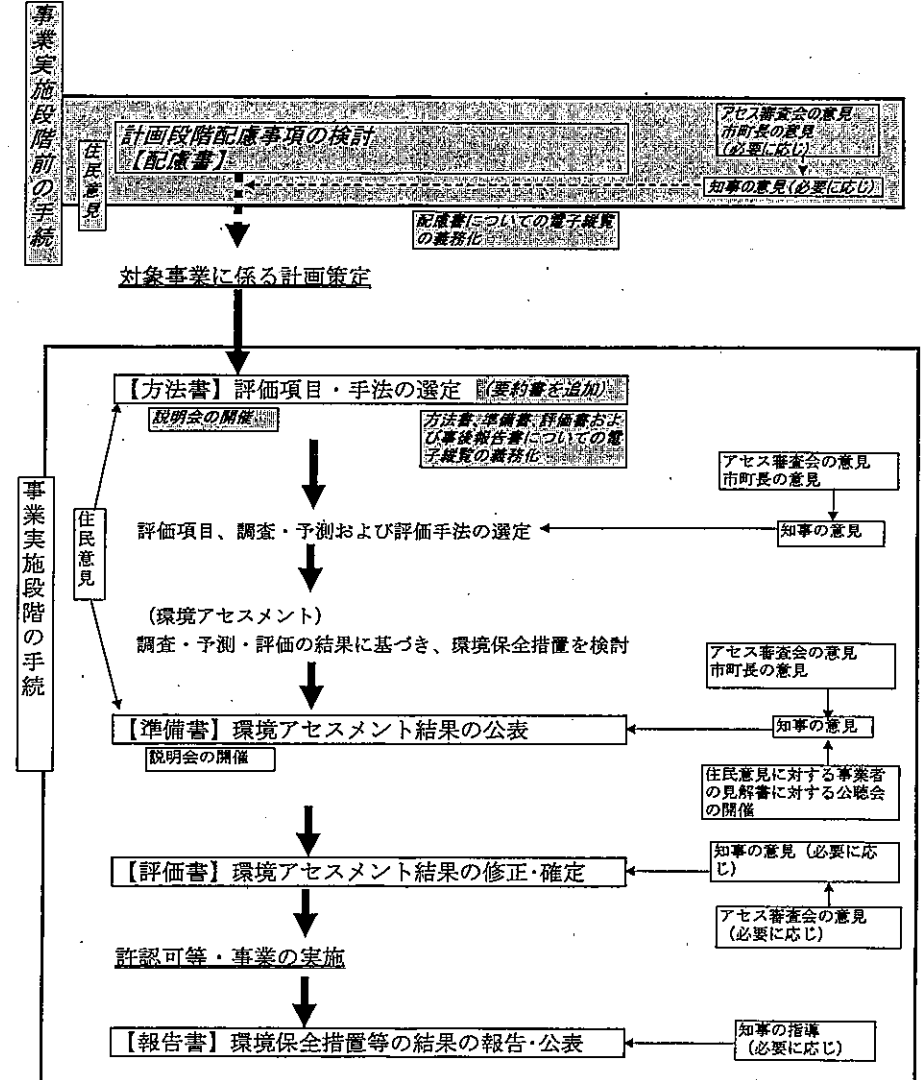 事業実施段階前の手続
計画段階配慮事項の検討
【配慮書】
住民意見
アセス審査会の意見
市町長の意見
(必要に応じ)
知事の意見(必要に応じ)
配慮書についての電子縦覧
の義務化
対象事業に係る計画策定
事業実施段階の手続
【方法書】評価項目・手法の選定 (要約書を追加)
説明会の開催
方法書、準備書、評価書およ
び事後報告書についての電
子縦覧の義務化
住民意見
アセス審査会の意見
市町長の意見
評価項目、調査・予測および評価手法の選定
知事の意見
(環境アセスメント)
調査・予測・評価の結果に基づき、環境保全措置を検討
アセス審査会の意見
市町長の意見
【準備書】環境アセスメント結果の公表
知事の意見
説明会の開催
住民意見に対する事業者
の見解書に対する公聴会
の開催
【評価書】環境アセスメント結果の修正・確定
知事の意見(必要に応
じ)
アセス審査会の意見
(必要に応じ)
許認可等・事業の実施
【報告書】環境保全措置等の結果の報告・公表
知事の指導
(必要に応じ)